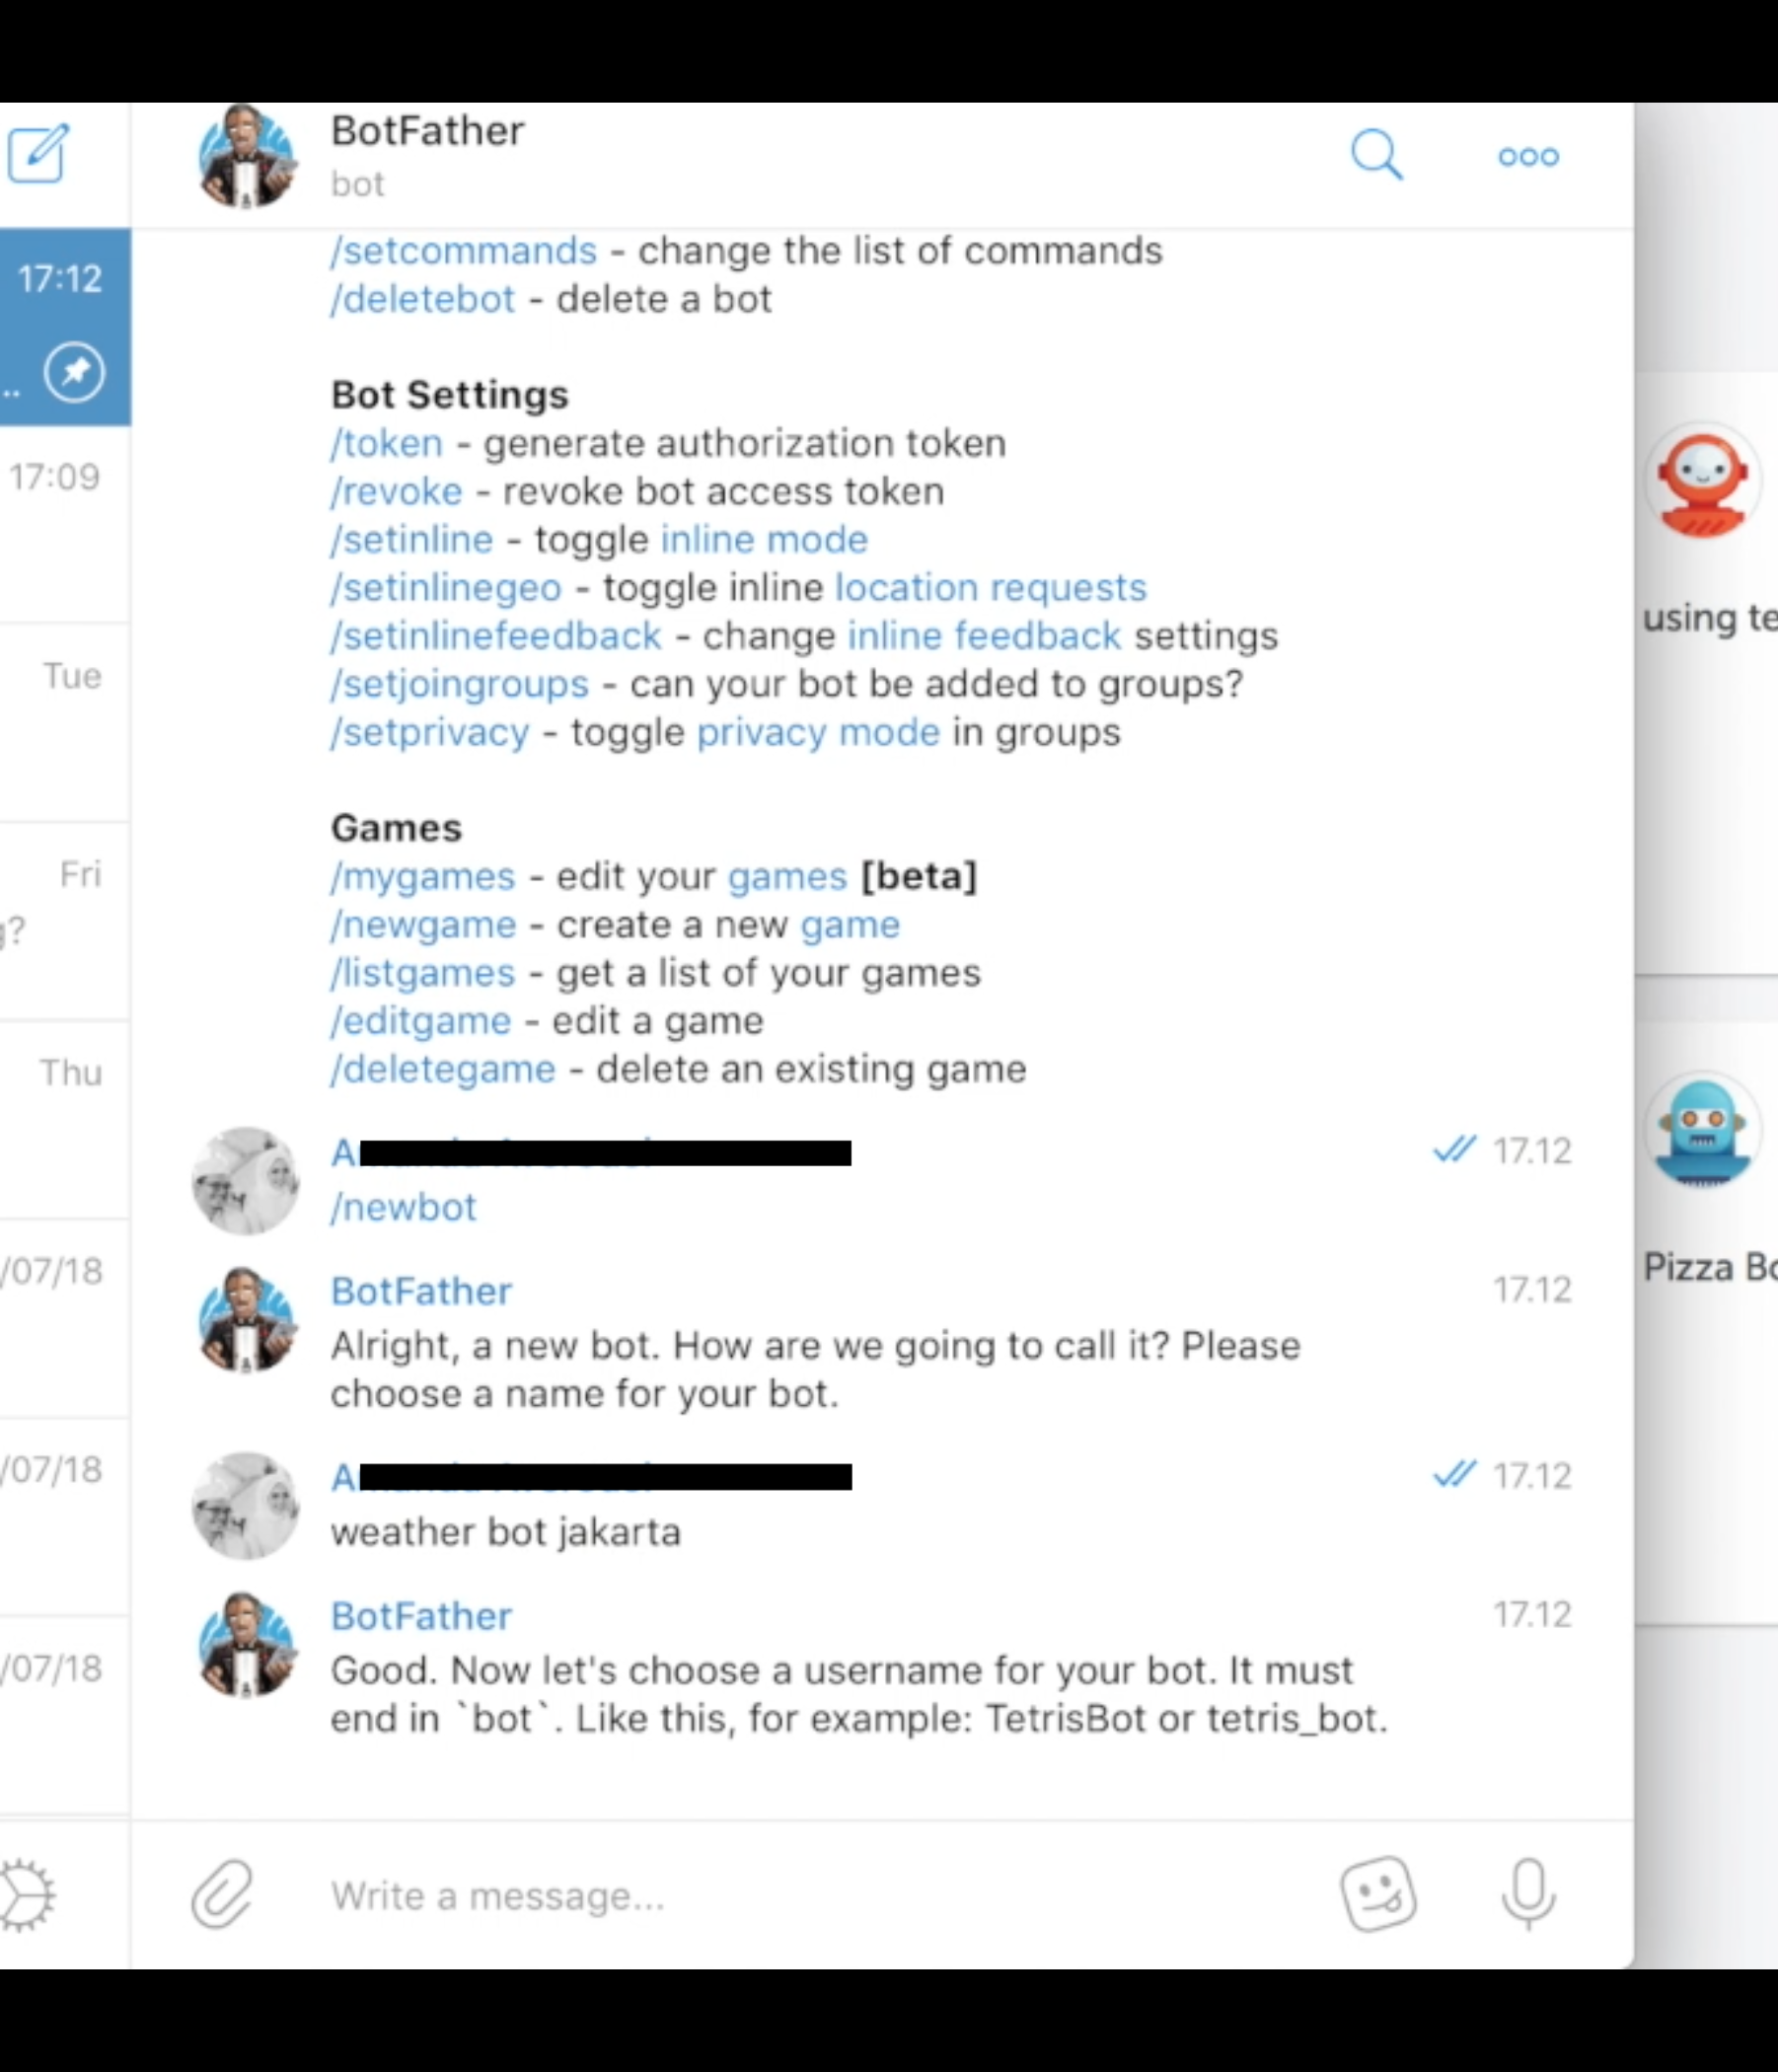 BotFather
bot
/setcommands - change the list of commands
/deletebot - delete a bot
Bot Settings
/token - generate authorization token
/revoke - revoke bot access token
/setinline - toggle inline mode
/setinlinegeo - toggle inline location requests
/setinlinefeedback - change inline feedback settings
/setjoingroups - can your bot be added to groups?
/setprivacy - toggle privacy mode in groups
Games
/mygames - edit your games [beta]
/newgame - create a new game
/listgames - get a list of your games
/editgame - edit a game
/deletegame - delete an existing game
A
17.12
/newbot
BotFather
17.12
Alright, a new bot. How are we going to call it? Please
choose a name for your bot.
A
17.12
weather bot jakarta
BotFather
17.12
Good. Now let's choose a username for your bot. It must
end in `bot`. Like this, for example: TetrisBot or tetris_bot.
Write a message...
17:12
..
17:09
Tue
Fri
g?
Thu
/07/18
/07/18
/07/18
using te
Pizza Bo